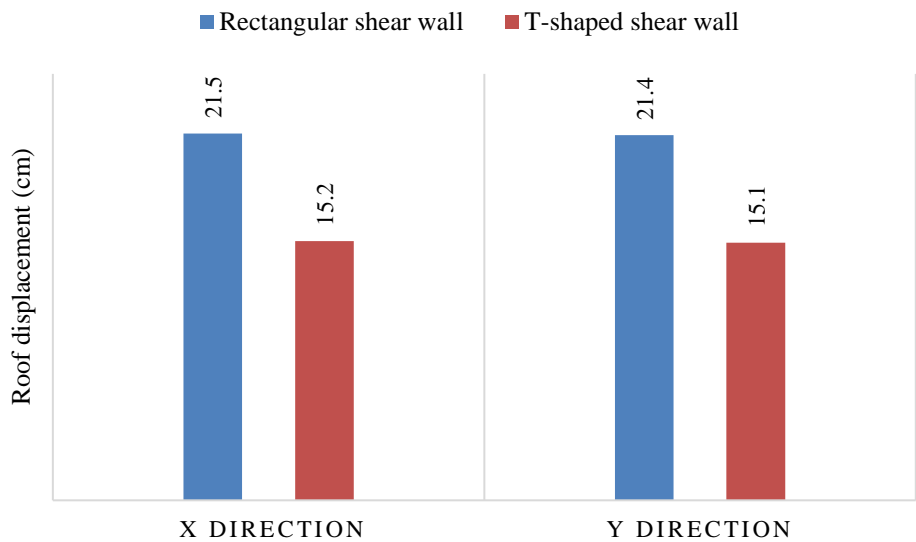 Rectangular shear wall T-shaped shear wall
Roof displacement (cm)
21.5
15.2
21.4
15.1
X DIRECTION
Y DIRECTION